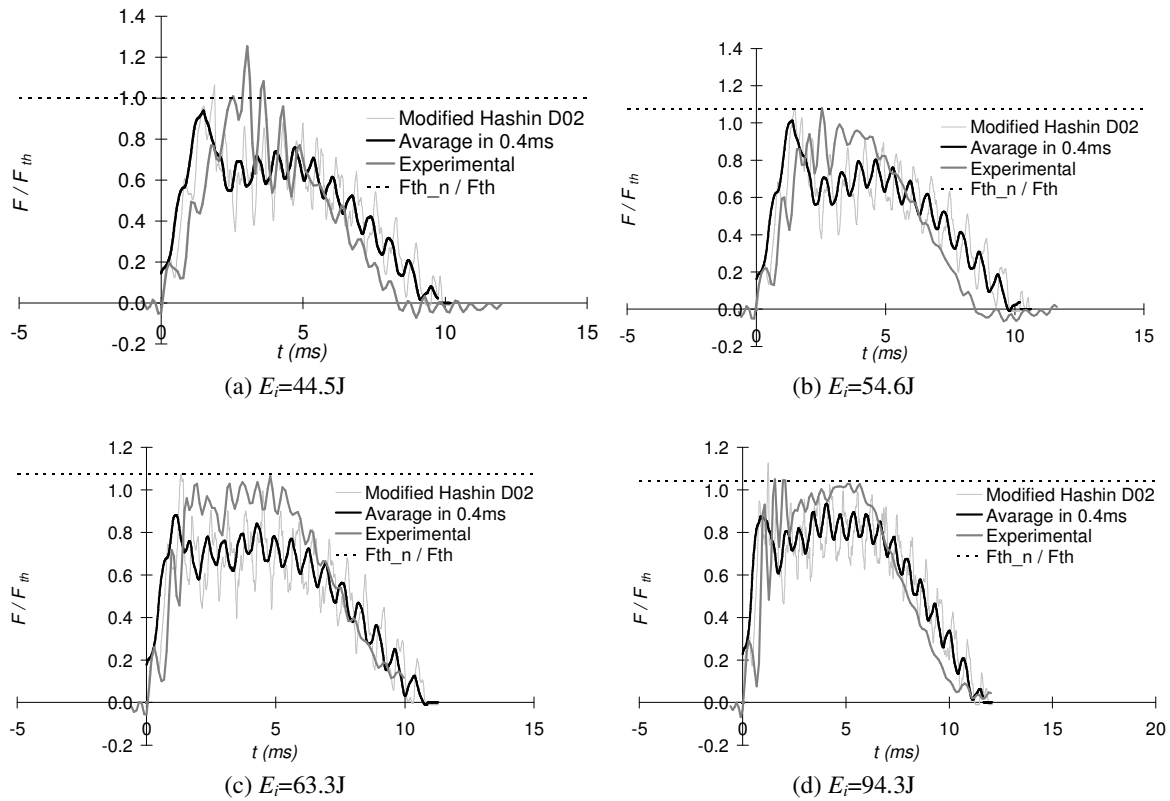 1.4
1.2
1.0
0.8
0.6
0.4
0.2
0.0
-0.2
-5
0
5
10
15
F / F th
t (ms)
Modified Hashin D02
Avarage in 0.4ms
Experimental
Fth_n / Fth
(a) Ei=44.5J
1.4
1.2
1.0
0.8
0.6
0.4
0.2
0.0
-0.2
-5
0
5
10
15
F / F th
t (ms)
Modified Hashin D02
Avarage in 0.4ms
Experimental
Fth_n / Fth
(b) Ei=54.6J
1.2
1.0
0.8
0.6
0.4
0.2
0.0
-0.2
-5
0
5
10
15
F / F th
t (ms)
Modified Hashin D02
Avarage in 0.4ms
Experimental
Fth_n / Fth
(c) Ei=63.3J
1.2
1.0
0.8
0.6
0.4
0.2
0.0
-0.2
-5
0
5
10
15
20
F / F th
t (ms)
Modified Hashin D02
Avarage in 0.4ms
Experimental
Fth_n / Fth
(d) Ei=94.3J